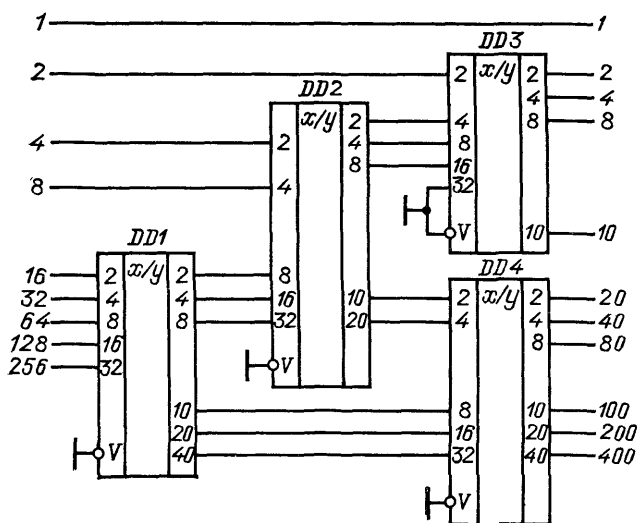 1 1
DD3
2 2 x/y 2 2
4 4
DD2
x/y 2 4 8 8
4 2 4 8
8 16
8 4 32
V 10 10
DD1
DD4
16 2 x/y 2 8 10 2 x/y 2 20
32 4 4 16 20 4 4 40
64 8 8 32 8 80
128 16
256 32
V
10 8 10 100
20 16 20 200
V 40 32 40 400
V